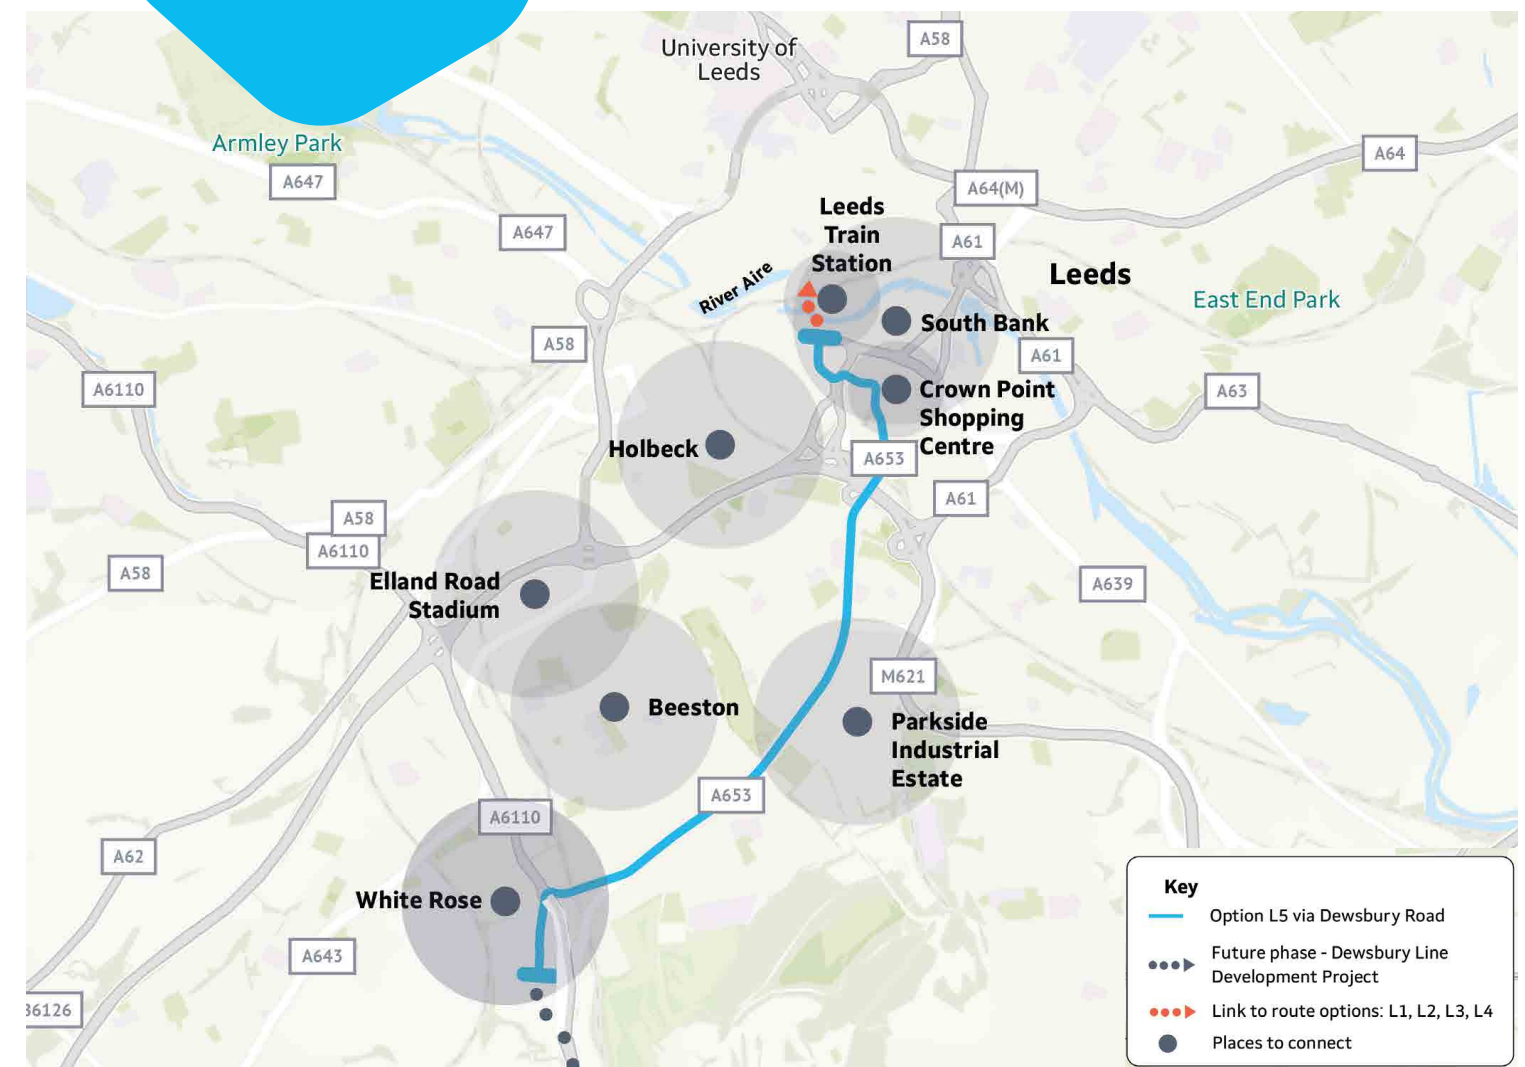 University of
Leeds
A58
Armley Park
A647
A64
A64(M)
Leeds
Train
Station
A647
A61
River Aire
Leeds
East End Park
South Bank
A58
A61
A6110
Crown Point
Shopping
Centre
A63
Holbeck
A653
A61
A58
A6110
A58
Elland Road
Stadium
A639
M621
Beeston
Parkside
Industrial
Estate
A653
A6110
A62
White Rose
A643
Key
Option L5 via Dewsbury Road
Future phase - Dewsbury Line
Development Project
Link to route options: L1, L2, L3, L4
Places to connect